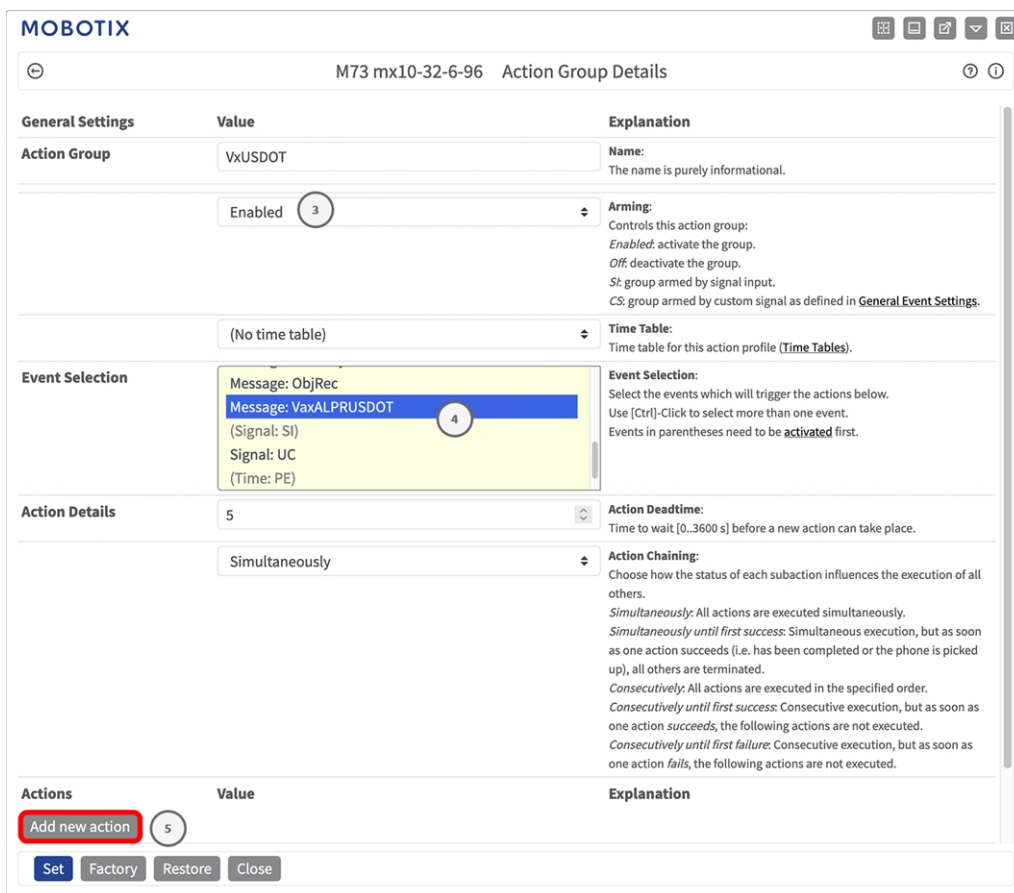 MOBOTIX
M73 mx10-32-6-96 Action Group Details
General Settings Value Explanation
Action Group VxUSDOT Name:
The name is purely informational.
Enabled 3 Arming:
Controls this action group:
Enabled: activate the group.
Off: deactivate the group.
SI: group armed by signal input.
CS: group armed by custom signal as defined in General Event Settings.
(No time table) Time Table:
Time table for this action profile (Time Tables).
Event Selection Event Selection:
Message: ObjRec
Message: VaxALPRUSDOT 4
(Signal: SI)
Signal: UC
(Time: PE)
Select the events which will trigger the actions below.
Use [Ctrl]-Click to select more than one event.
Events in parentheses need to be activated first.
Action Details 5 Action Deadtime:
Time to wait [0..3600 s] before a new action can take place.
Simultaneously Action Chaining:
Choose how the status of each subaction influences the execution of all
others.
Simultaneously: All actions are executed simultaneously.
Simultaneously until first success: Simultaneous execution, but as soon
as one action succeeds (i.e. has been completed or the phone is picked
up), all others are terminated.
Consecutively: All actions are executed in the specified order.
Consecutively until first success: Consecutive execution, but as soon as
one action succeeds, the following actions are not executed.
Consecutively until first failure: Consecutive execution, but as soon as
one action fails, the following actions are not executed.
Actions Value Explanation
Add new action 5
Set Factory Restore Close